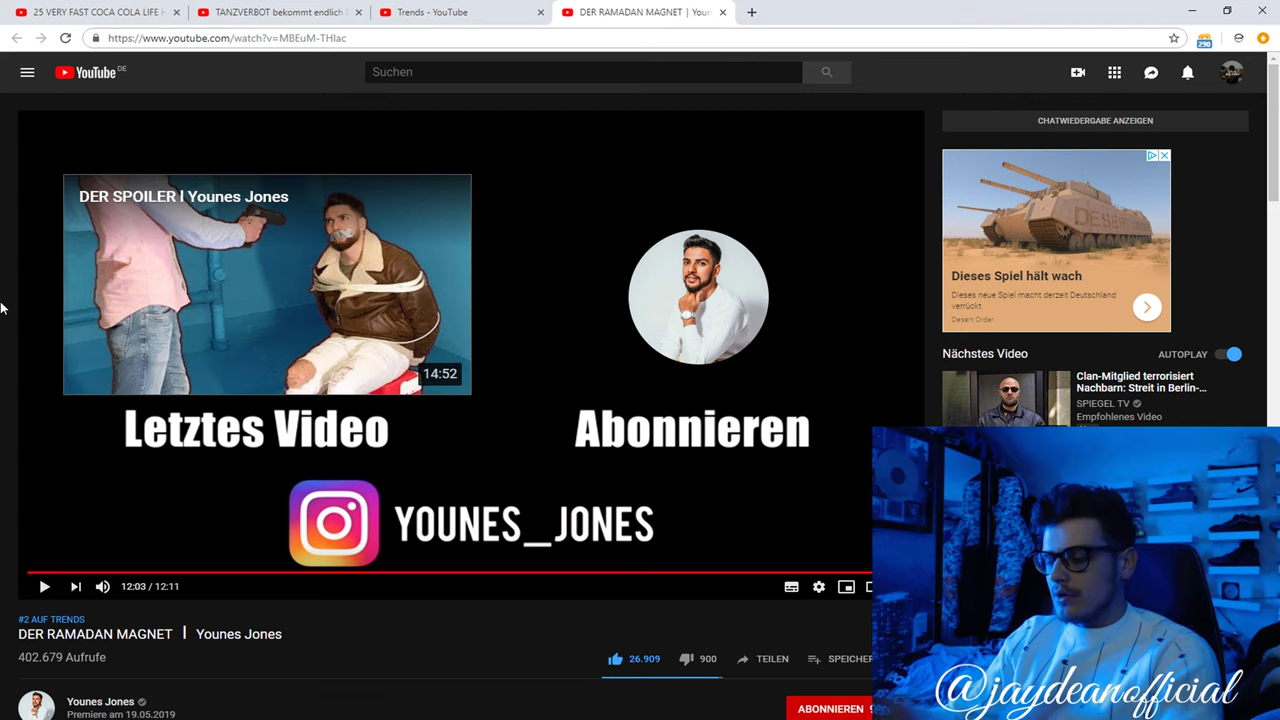 25 VERY FAST COCA COLA LIFE H
TANZVERBOT bekommt endlich S
Trends - YouTube
DER RAMADAN MAGNET | Youn
https://www.youtube.com/watch?v=MBEuM-THIac
290
YouTube DE
Suchen
DER SPOILER l Younes Jones
14:52
Letztes Video
Abonnieren
YOUNES_JONES
12:03 / 12:11
#2 AUF TRENDS
DER RAMADAN MAGNET | Younes Jones
402.679 Aufrufe
26.909
900
TEILEN
SPEICHE
Younes Jones
Premiere am 19.05.2019
ABONNIEREN
CHATWIEDERGABE ANZEIGEN
DESERT
Dieses Spiel hält wach
Dieses neue Spiel macht derzeit Deutschland
verrückt
Desert Order
Nächstes Video
AUTOPLAY
Clan-Mitglied terrorisiert
Nachbarn: Streit in Berlin-...
SPIEGEL TV
Empfohlenes Video
@jaydeanofficial